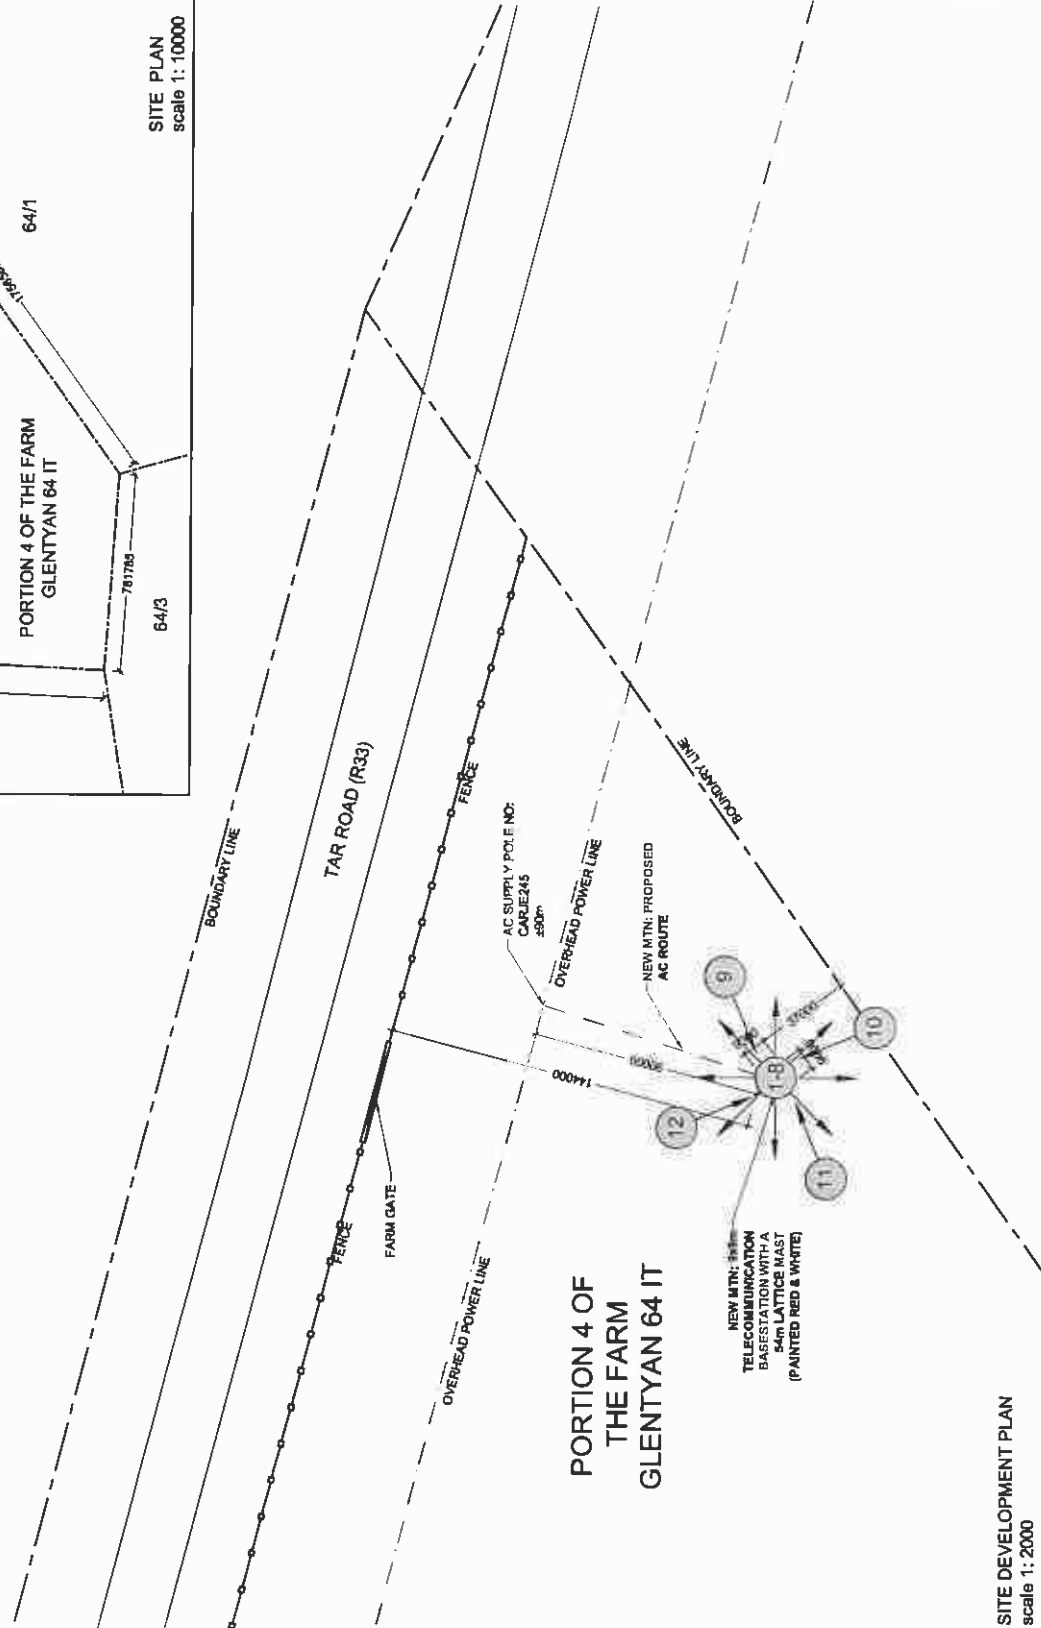 SITE PLAN
scale 1: 10000
64/1
PORTION 4 OF THE FARM
GLENTYAN 64 IT
781785
64/3
BOUNDARY LINE
TAR ROAD (R33)
FENCE
AC SUPPLY POLE NO:
CARJE245
±90m
OVERHEAD POWER LINE
NEW MTN: PROPOSED
AC ROUTE
BOUNDARY LINE
FENCE
FARM GATE
144000
90000
37000
9
10
1-8
12
11
OVERHEAD POWER LINE
NEW MTN:
TELECOMMUNICATION
BASESTATION WITH A
54m LATTICE MAST
(PAINTED RED & WHITE)
PORTION 4 OF
THE FARM
GLENTYAN 64 IT
SITE DEVELOPMENT PLAN
scale 1: 2000